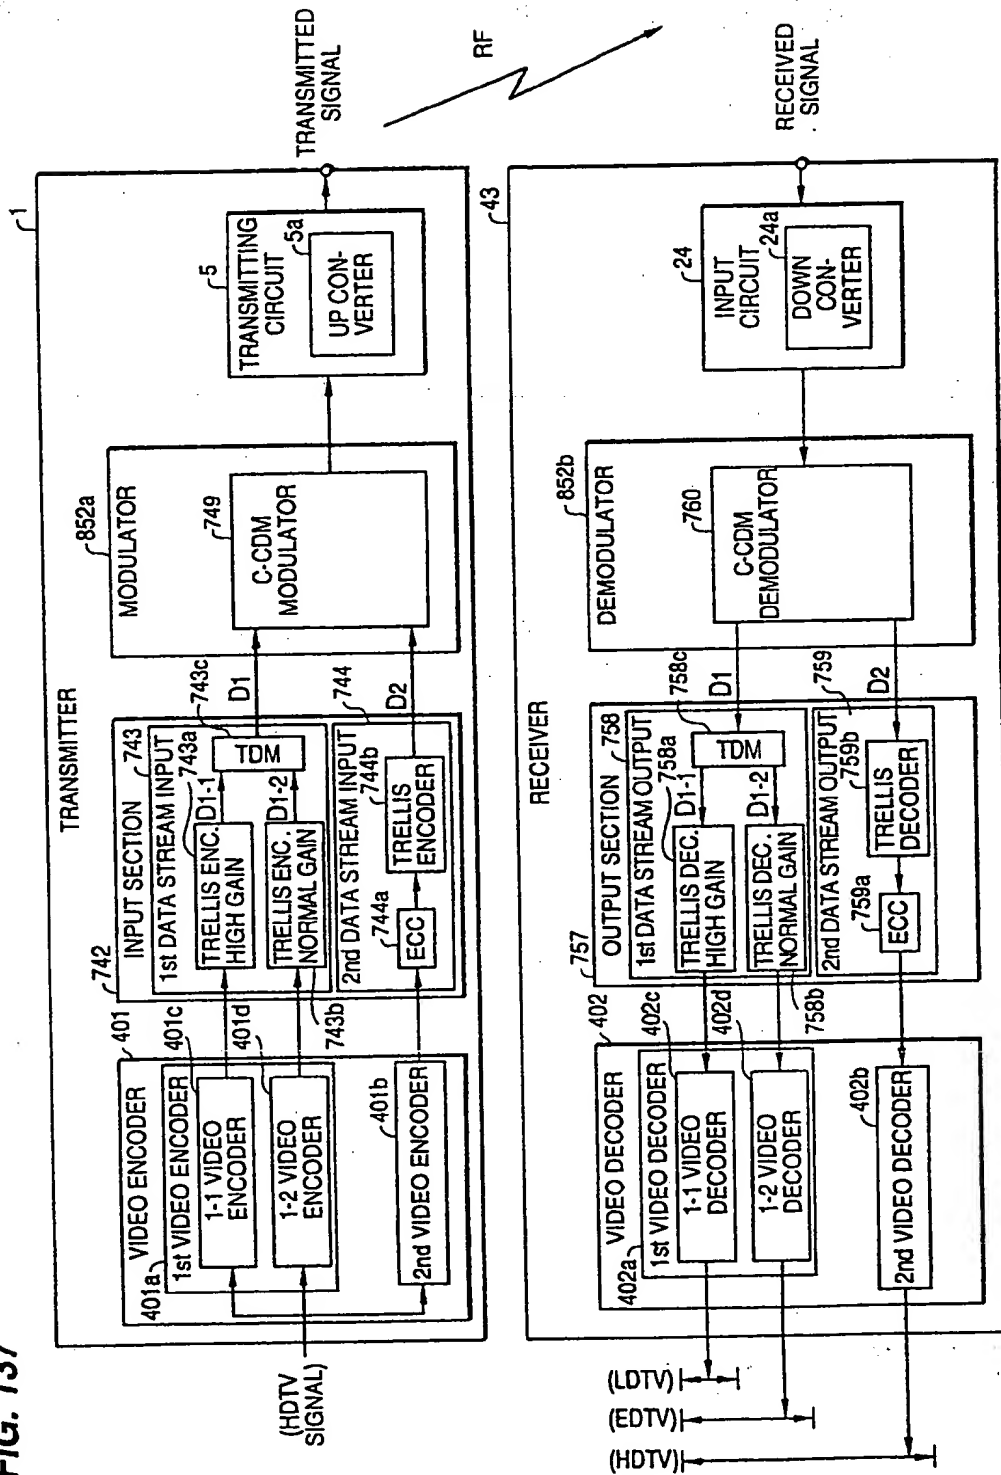 FIG. 137
TRANSMITTER
1
(HDTV
SIGNAL)
VIDEO ENCODER
401
401a
1st VIDEO ENCODER
401c
1-1 VIDEO
ENCODER
401d
1-2 VIDEO
ENCODER
401b
2nd VIDEO ENCODER
742
INPUT SECTION
743
1st DATA STREAM INPUT
743a
TRELLIS ENC.
HIGH GAIN
D1-1
743c
TDM
TRELLIS ENC.
NORMAL GAIN
D1-2
743b
744
2nd DATA STREAM INPUT
744a
ECC
744b
TRELLIS
ENCODER
D1
D2
852a
MODULATOR
749
C-CDM
MODULATOR
5
TRANSMITTING
CIRCUIT
5a
UP CON-
VERTER
TRANSMITTED
SIGNAL
RF
RECEIVER
43
RECEIVED
SIGNAL
24
INPUT
CIRCUIT
24a
DOWN
CON-
VERTER
852b
DEMODULATOR
760
C-CDM
DEMODULATOR
D1
D2
757
OUTPUT SECTION
758
1st DATA STREAM OUTPUT
758a
TRELLIS DEC.
HIGH GAIN
D1-1
758c
TDM
TRELLIS DEC.
NORMAL GAIN
D1-2
758b
759
2nd DATA STREAM OUTPUT
759a
ECC
759b
TRELLIS
DECODER
VIDEO DECODER
402
402a
1st VIDEO DECODER
402c
1-1 VIDEO
DECODER
402d
1-2 VIDEO
DECODER
402b
2nd VIDEO DECODER
(LDTV)
(EDTV)
(HDTV)